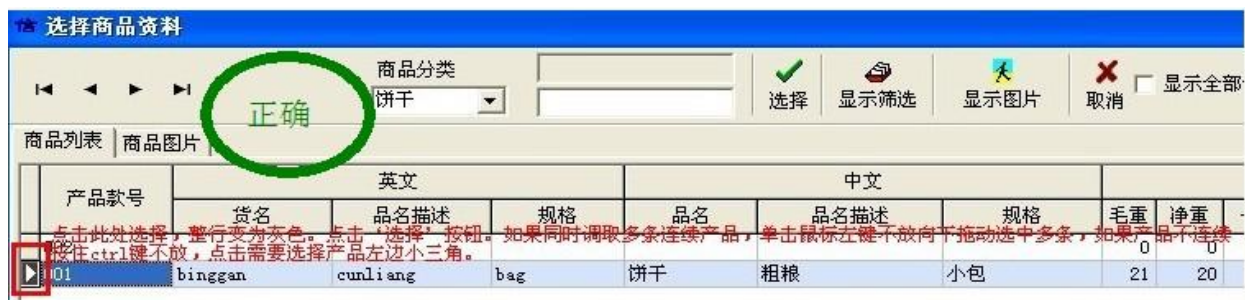 选择商品资料
商品分类
饼干
选择
显示筛选
显示图片
取消
显示全部
正确
商品列表
商品图片
产品款号
英文
中文
货名
品名描述
规格
品名
品名描述
规格
毛重
净重
点击此处选择，整行变为灰色。点击‘选择’按钮。如果同时调取多条连续产品，单击鼠标左键不放向下拖动选中多条，如果产品不连续
按住ctrl键不放，点击需要选择产品左边小三角。
0 0
001 binggan cunliang bag 饼干 粗粮 小包 21 20